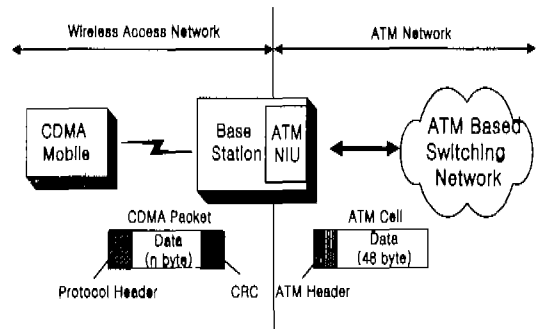 Wireless Access Network
ATM Network
CDMA
Mobile
Base
Station
ATM
NIU
ATM Based
Switching
Network
CDMA Packet
Data
(n byte)
Protocol Header
CRC
ATM Cell
Data
(48 byte)
ATM Header